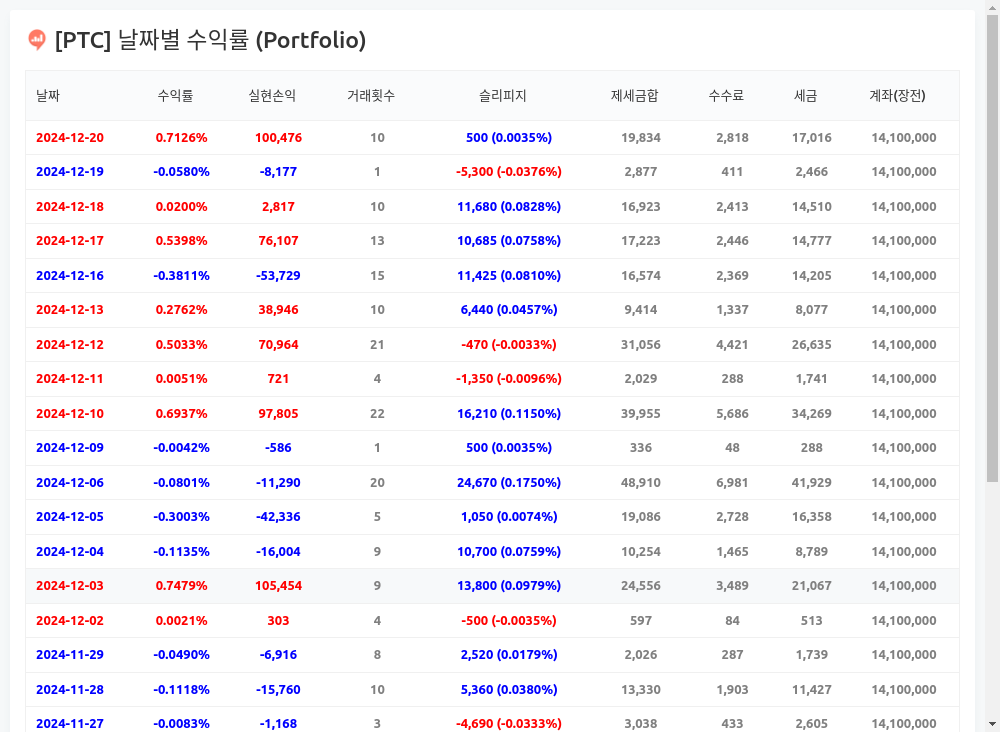 [PTC] 날짜별 수익률 (Portfolio)
날짜 수익률 실현손익 거래횟수 슬리피지 제세금합 수수료 세금 계좌(장전)
2024-12-20 0.7126% 100,476 10 500 (0.0035%) 19,834 2,818 17,016 14,100,000
2024-12-19 -0.0580% -8,177 1 -5,300 (-0.0376%) 2,877 411 2,466 14,100,000
2024-12-18 0.0200% 2,817 10 11,680 (0.0828%) 16,923 2,413 14,510 14,100,000
2024-12-17 0.5398% 76,107 13 10,685 (0.0758%) 17,223 2,446 14,777 14,100,000
2024-12-16 -0.3811% -53,729 15 11,425 (0.0810%) 16,574 2,369 14,205 14,100,000
2024-12-13 0.2762% 38,946 10 6,440 (0.0457%) 9,414 1,337 8,077 14,100,000
2024-12-12 0.5033% 70,964 21 -470 (-0.0033%) 31,056 4,421 26,635 14,100,000
2024-12-11 0.0051% 721 4 -1,350 (-0.0096%) 2,029 288 1,741 14,100,000
2024-12-10 0.6937% 97,805 22 16,210 (0.1150%) 39,955 5,686 34,269 14,100,000
2024-12-09 -0.0042% -586 1 500 (0.0035%) 336 48 288 14,100,000
2024-12-06 -0.0801% -11,290 20 24,670 (0.1750%) 48,910 6,981 41,929 14,100,000
2024-12-05 -0.3003% -42,336 5 1,050 (0.0074%) 19,086 2,728 16,358 14,100,000
2024-12-04 -0.1135% -16,004 9 10,700 (0.0759%) 10,254 1,465 8,789 14,100,000
2024-12-03 0.7479% 105,454 9 13,800 (0.0979%) 24,556 3,489 21,067 14,100,000
2024-12-02 0.0021% 303 4 -500 (-0.0035%) 597 84 513 14,100,000
2024-11-29 -0.0490% -6,916 8 2,520 (0.0179%) 2,026 287 1,739 14,100,000
2024-11-28 -0.1118% -15,760 10 5,360 (0.0380%) 13,330 1,903 11,427 14,100,000
2024-11-27 -0.0083% -1,168 3 -4,690 (-0.0333%) 3,038 433 2,605 14,100,000